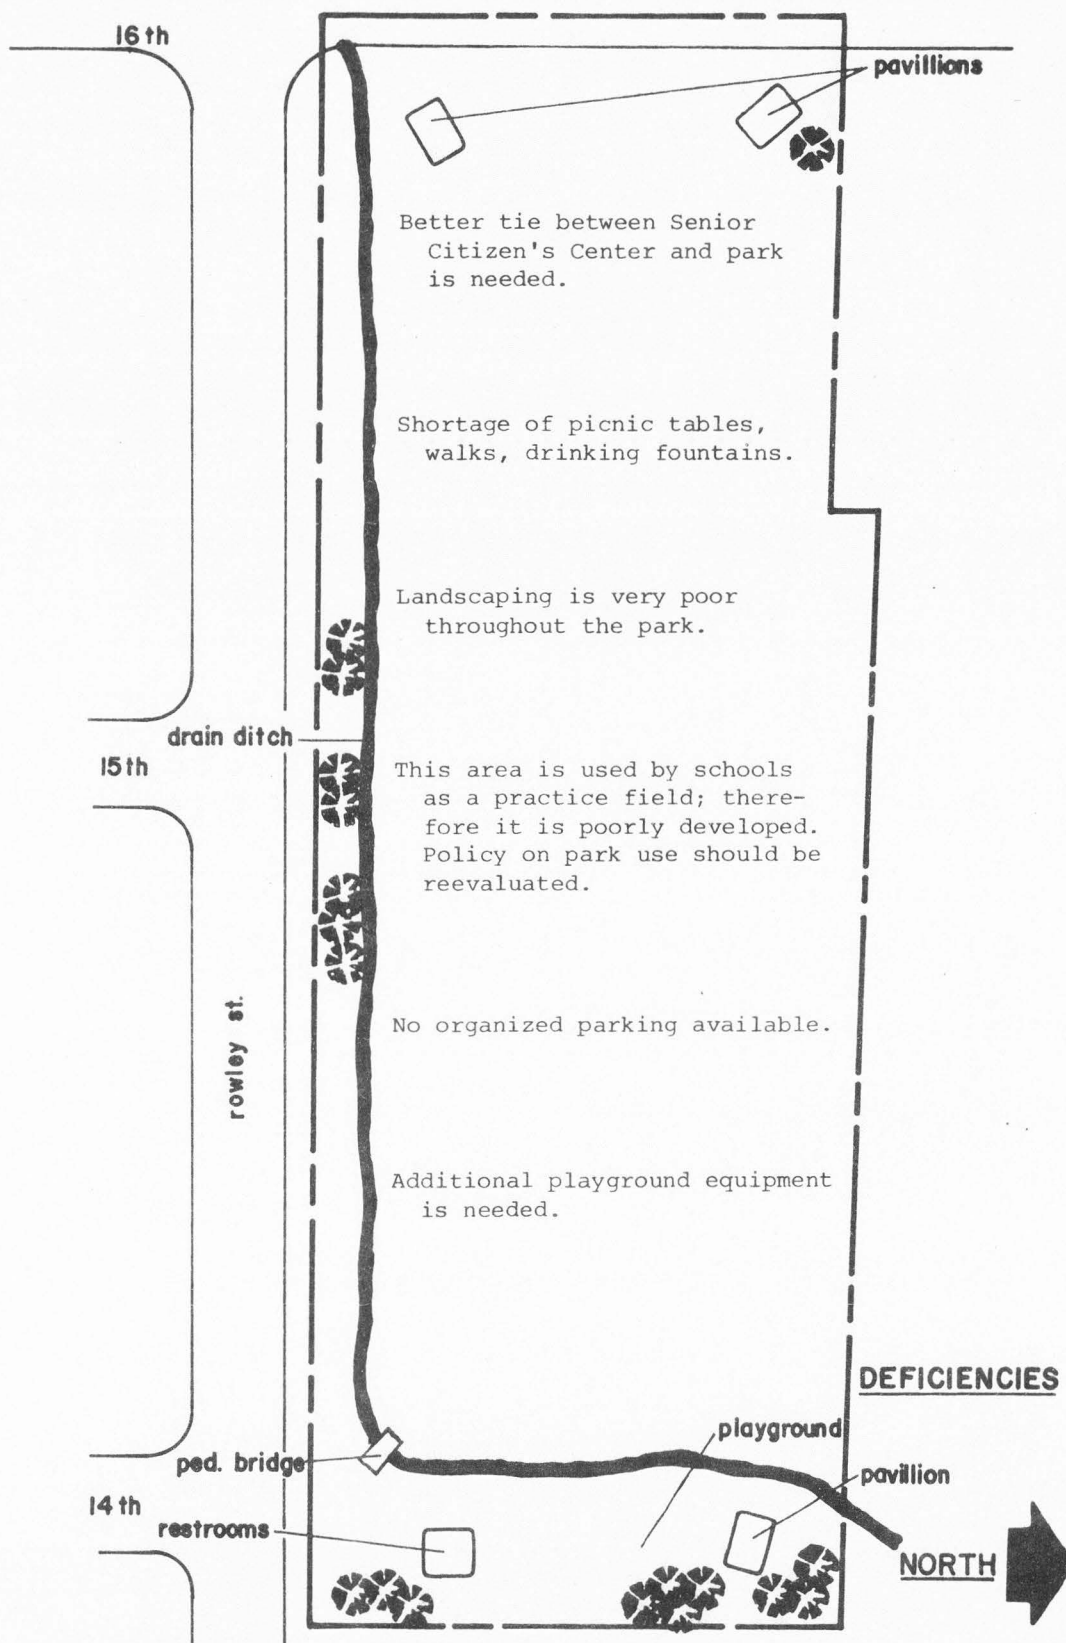 16th
pavillions
Better tie between Senior
Citizen's Center and park
is needed.
Shortage of picnic tables,
walks, drinking fountains.
Landscaping is very poor
throughout the park.
drain ditch
15th
This area is used by schools
as a practice field; there-
fore it is poorly developed.
Policy on park use should be
reevaluated.
rowley st.
No organized parking available.
Additional playground equipment
is needed.
DEFICIENCIES
playground
ped. bridge
pavillion
14th
restrooms
NORTH